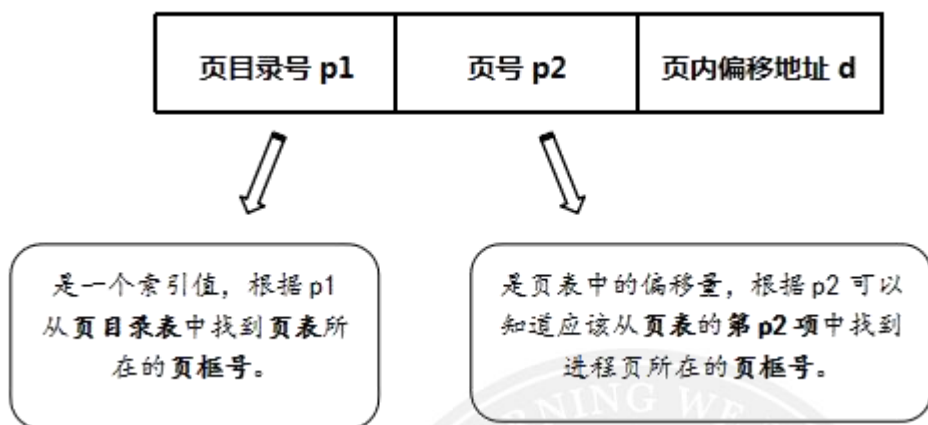 页目录号 p1 页号 p2 页内偏移地址 d
是一个索引值，根据 p1
从页目录表中找到页表所
在的页框号。
是页表中的偏移量，根据 p2 可以
知道应该从页表的第 p2 项中找到
进程页所在的页框号。
RNING WE